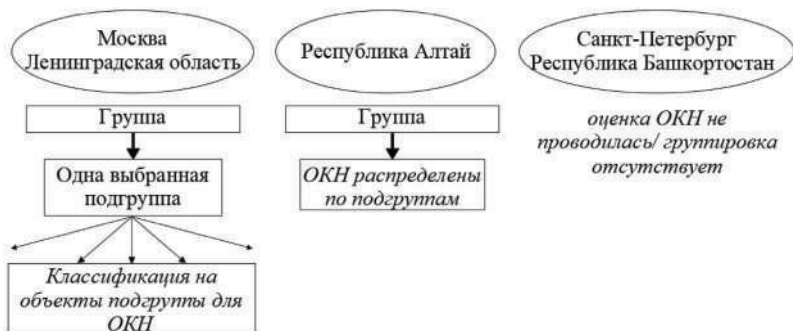 Москва
Ленинградская область
Группа
Одна выбранная
подгруппа
Классификация на
объекты подгруппы для
ОКН
Республика Алтай
Группа
ОКН распределены
по подгруппам
Санкт-Петербург
Республика Башкортостан
оценка ОКН не
проводилась/ группировка
отсутствует